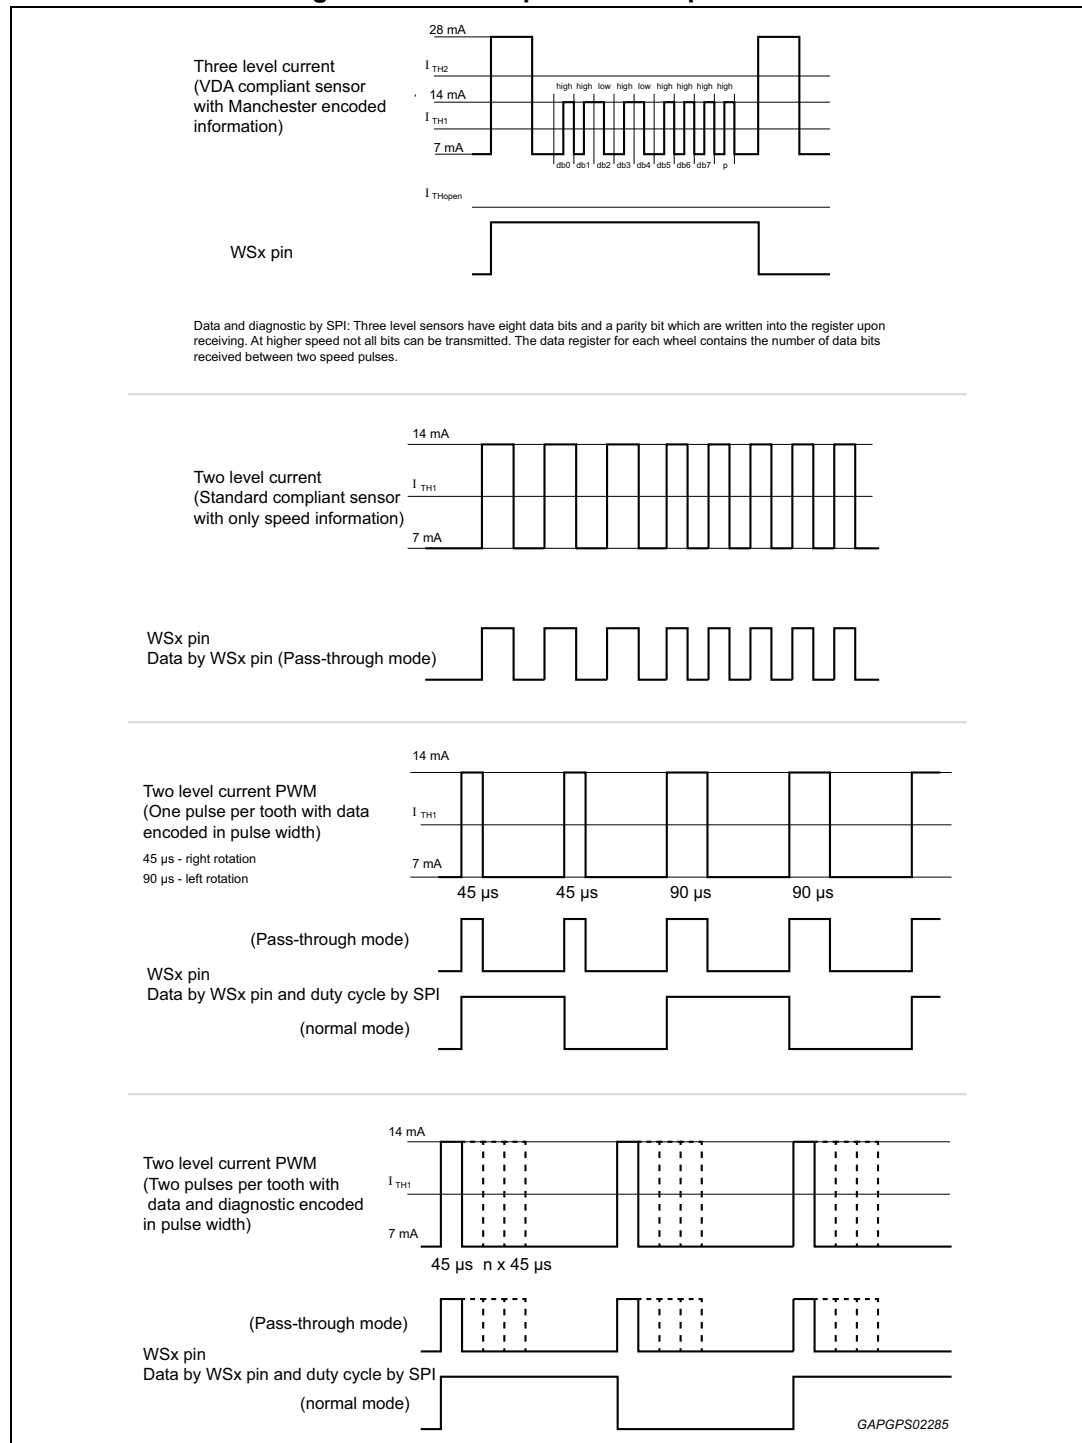 28 mA
Three level current
(VDA compliant sensor
with Manchester encoded
information)
I TH2
high high low high low high high high high
14 mA
I TH1
7 mA
db0 db1 db2 db3 db4 db5 db6 db7 p
I THopen
WSx pin
Data and diagnostic by SPI: Three level sensors have eight data bits and a parity bit which are written into the register upon
receiving. At higher speed not all bits can be transmitted. The data register for each wheel contains the number of data bits
received between two speed pulses.
14 mA
Two level current
(Standard compliant sensor
with only speed information)
I TH1
7 mA
WSx pin
Data by WSx pin (Pass-through mode)
14 mA
Two level current PWM
(One pulse per tooth with data
encoded in pulse width)
I TH1
45 µs - right rotation
90 µs - left rotation
7 mA
45 µs 45 µs 90 µs 90 µs
(Pass-through mode)
WSx pin
Data by WSx pin and duty cycle by SPI
(normal mode)
14 mA
Two level current PWM
(Two pulses per tooth with
data and diagnostic encoded
in pulse width)
I TH1
7 mA
45 µs n x 45 µs
(Pass-through mode)
WSx pin
Data by WSx pin and duty cycle by SPI
(normal mode)
GAPGPS02285